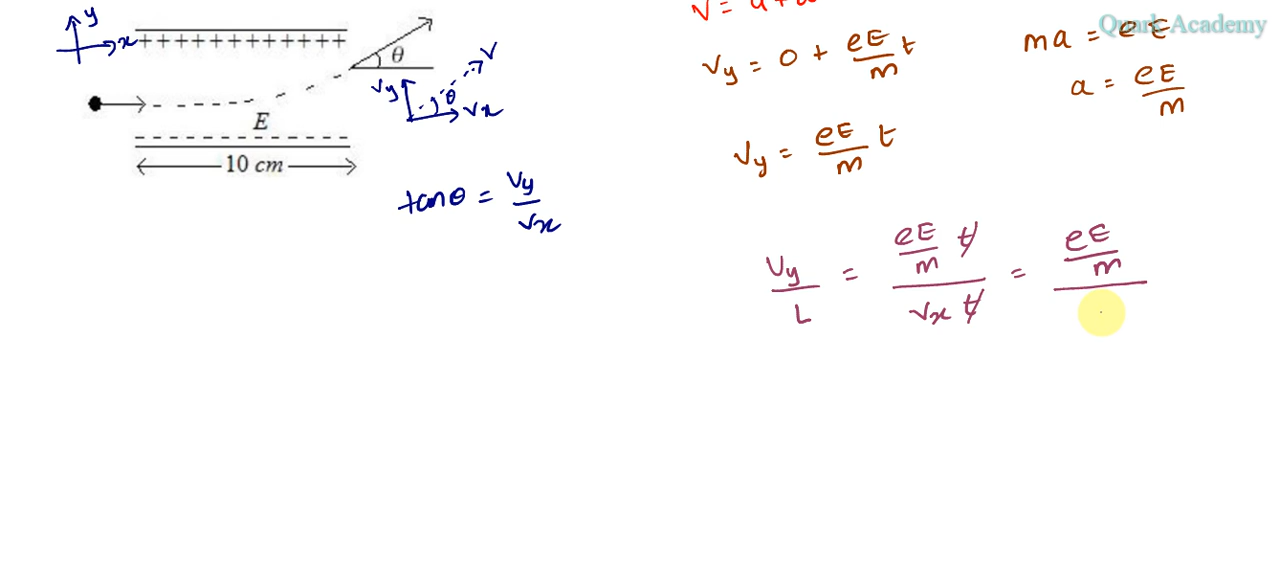 V = u + a
Quark Academy
y
x
+ + + + + + + + + + + +
θ
E
10 cm
Vy
θ
V
Vx
tanθ = Vy/Vx
Vy = 0 + eE/m t
ma = eE
a = eE/m
Vy = eE/m t
Vy/L = eE/m t / Vx t = eE/m